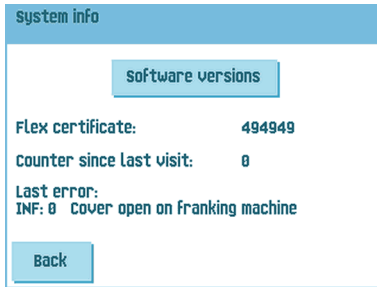 System info
Software versions
Flex certificate: 494949
Counter since last visit: 0
Last error:
INF: 0 Cover open on franking machine
Back